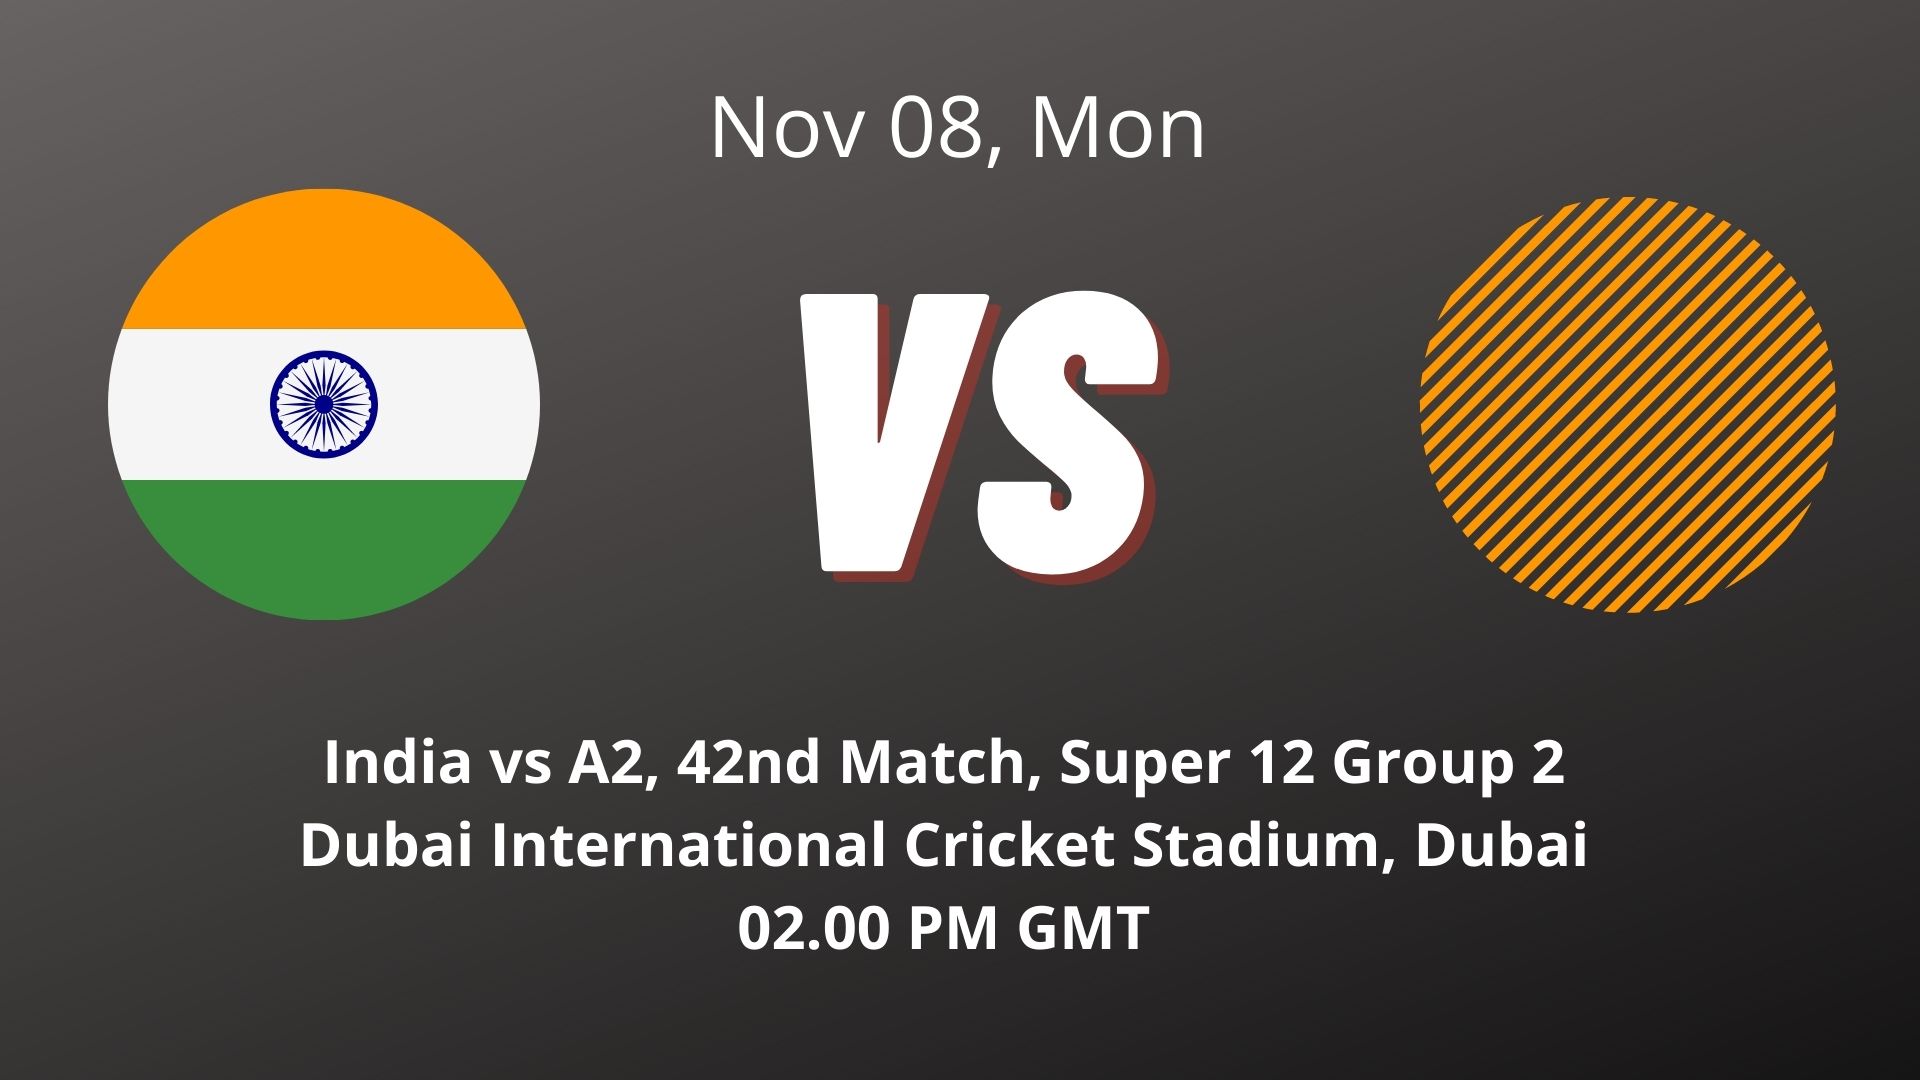 Nov 08, Mon
VS
India vs A2, 42nd Match, Super 12 Group 2
Dubai International Cricket Stadium, Dubai
02.00 PM GMT